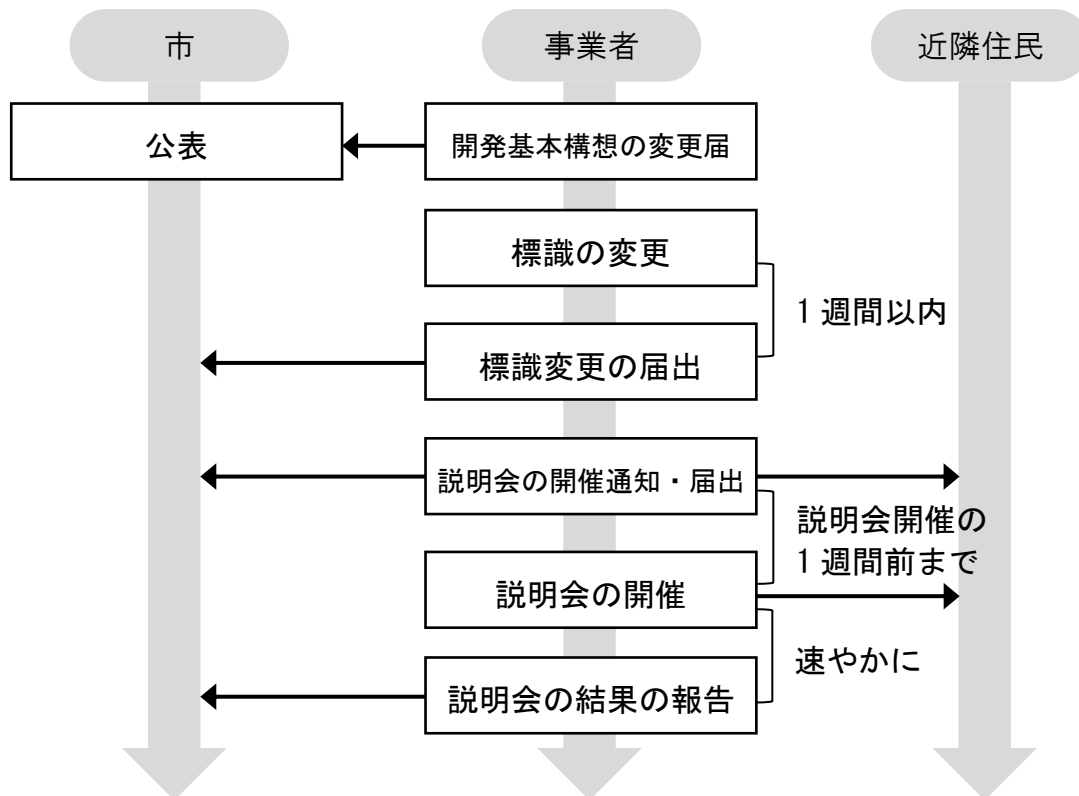 市
事業者
近隣住民
公表
開発基本構想の変更届
標識の変更
1週間以内
標識変更の届出
説明会の開催通知・届出
説明会開催の
1週間前まで
説明会の開催
速やかに
説明会の結果の報告